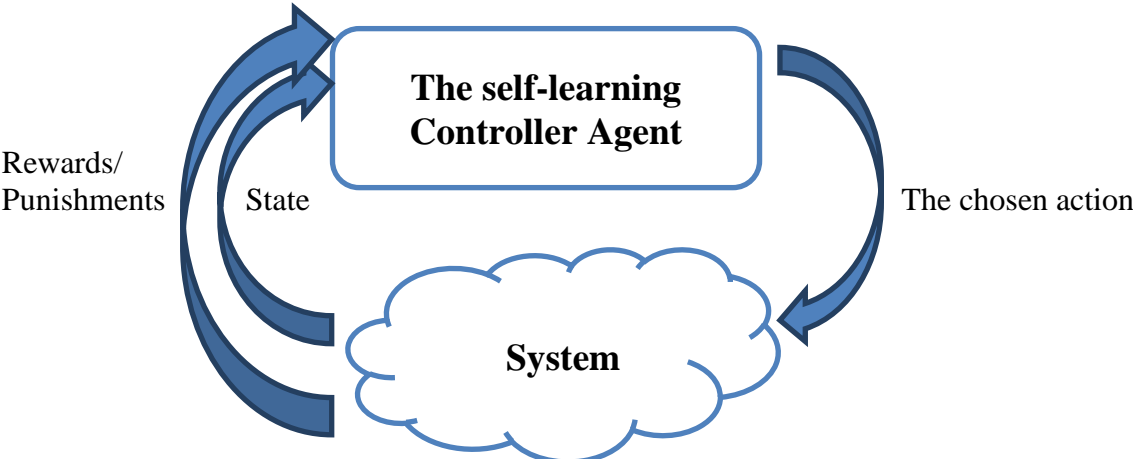 The self-learning
Controller Agent
Rewards/
Punishments
State
The chosen action
System